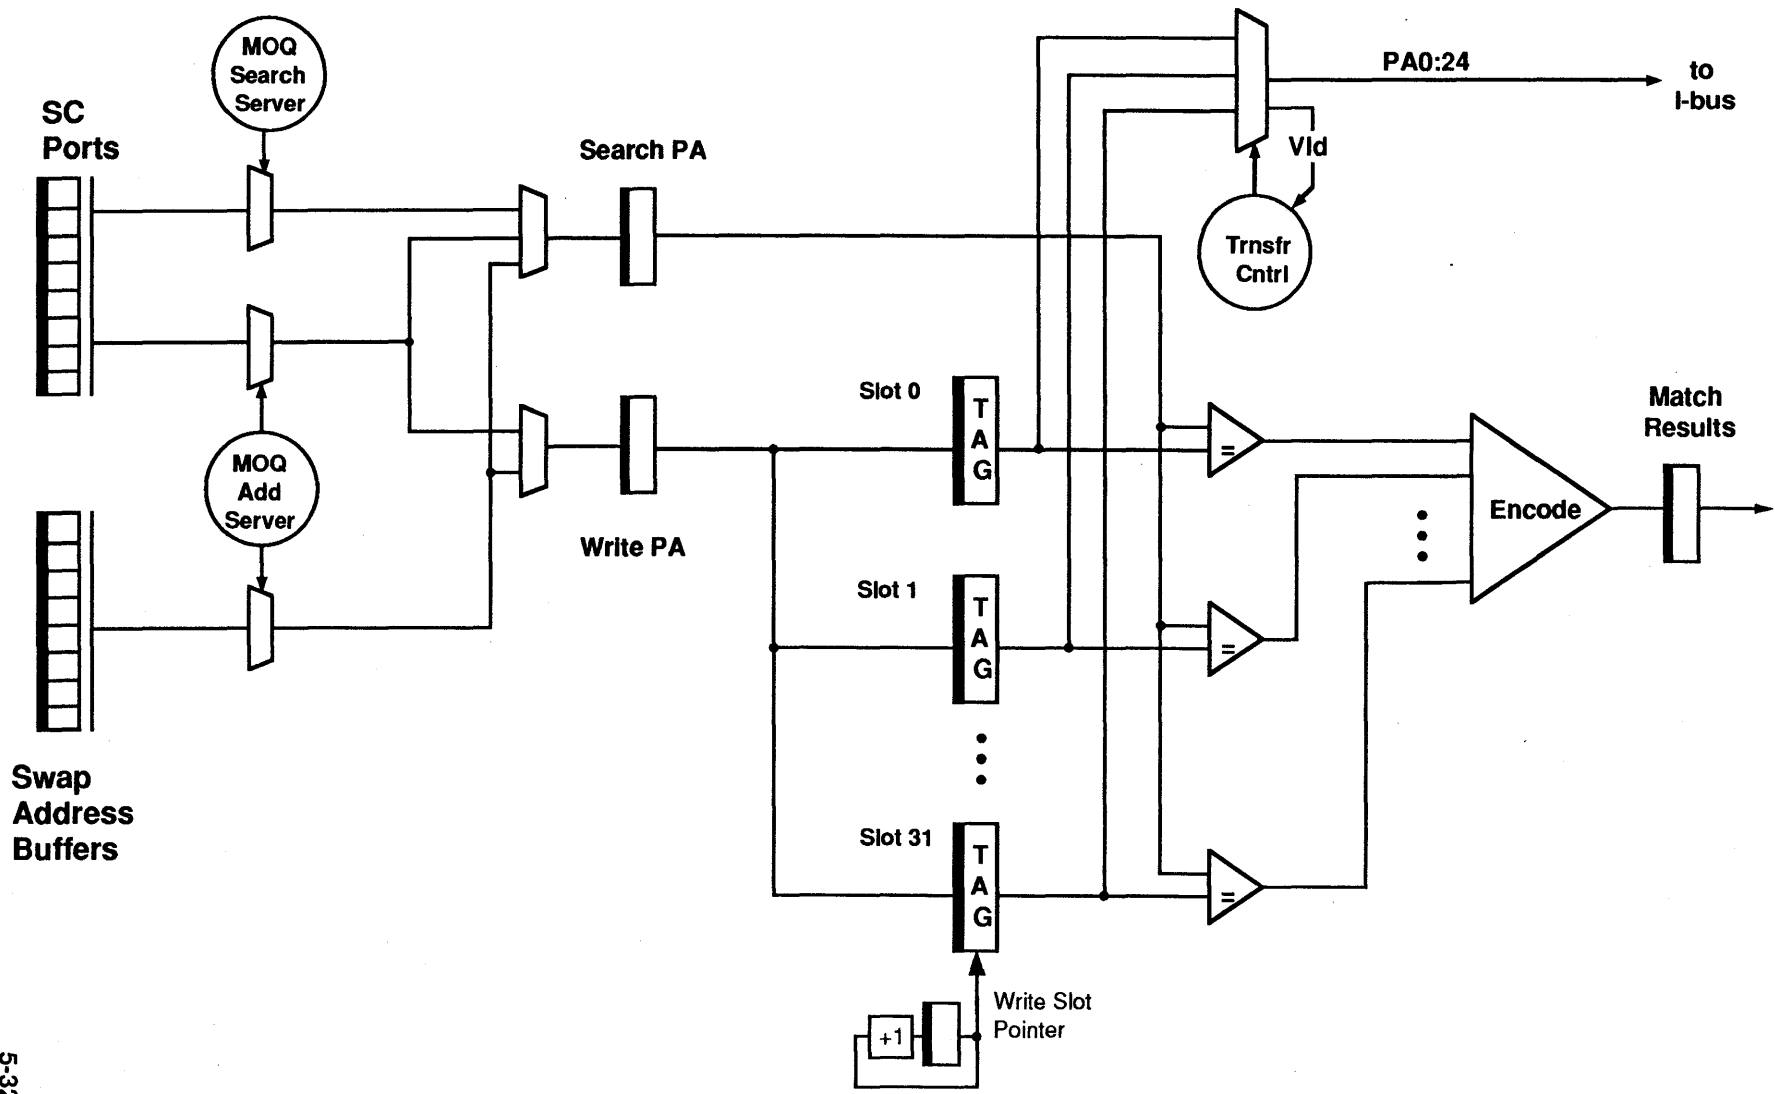 MOQ
Search
Server
SC
Ports
Search PA
PA0:24
to
I-bus
Vld
Trnsfr
Cntrl
Slot 0
T
A
G
=
Match
Results
MOQ
Add
Server
Encode
Write PA
Slot 1
T
A
G
=
Swap
Address
Buffers
Slot 31
T
A
G
=
Write Slot
Pointer
+1